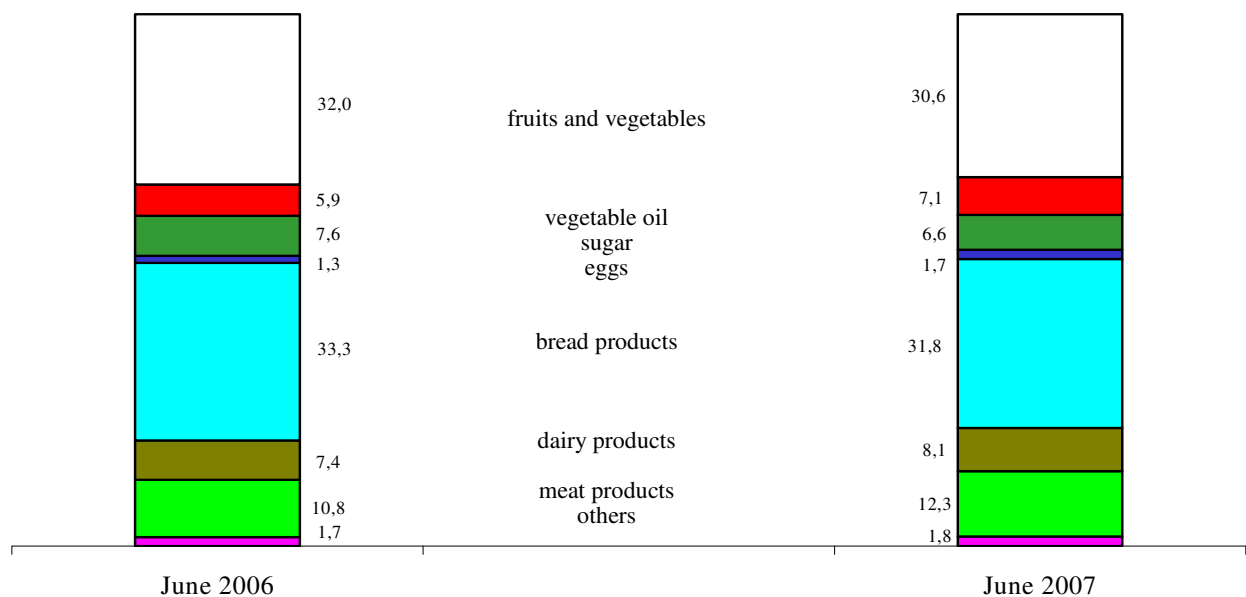 32,0
fruits and vegetables
30,6
5,9
vegetable oil
7,1
7,6
sugar
6,6
1,3
eggs
1,7
33,3
bread products
31,8
7,4
dairy products
8,1
10,8
meat products
12,3
1,7
others
1,8
June 2006
June 2007